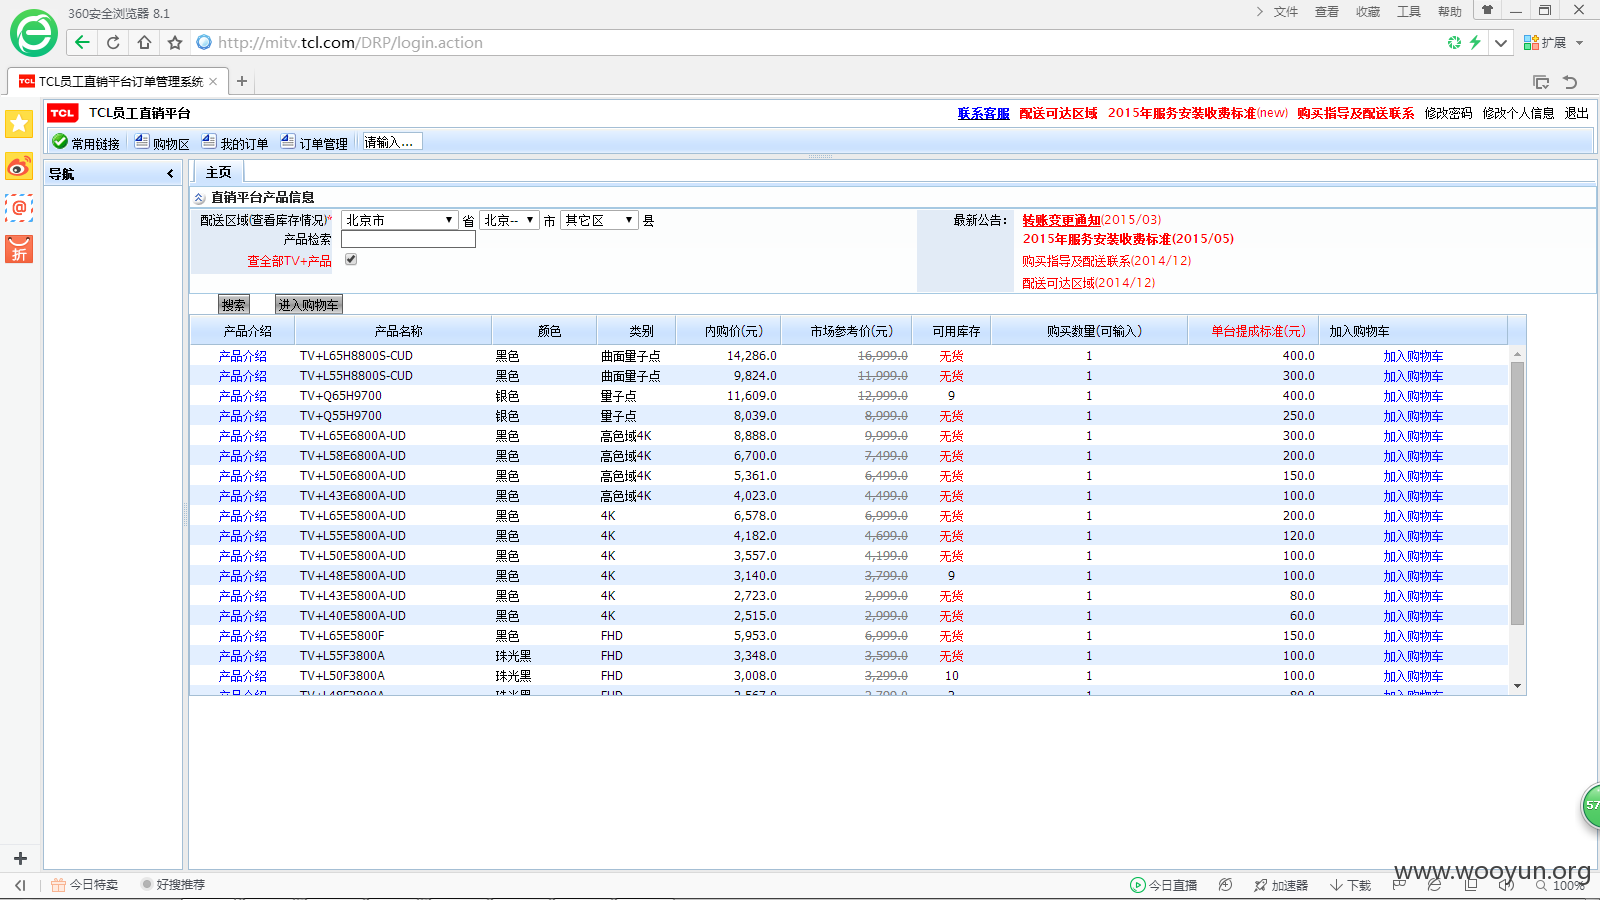 360安全浏览器 8.1
文件 查看 收藏 工具 帮助
http://mitv.tcl.com/DRP/login.action
扩展
TCL TCL员工直销平台订单管理系统
TCL TCL员工直销平台
联系客服 配送可达区域 2015年服务安装收费标准(new) 购买指导及配送联系 修改密码 修改个人信息 退出
常用链接 购物区 我的订单 订单管理 请输入...
导航
主页
直销平台产品信息
配送区域(查看库存情况)* 北京市 省 北京-- 市 其它区 县
产品检索
查全部TV+产品
最新公告：
转账变更通知(2015/03)
2015年服务安装收费标准(2015/05)
购买指导及配送联系(2014/12)
配送可达区域(2014/12)
搜索 进入购物车
产品介绍 产品名称 颜色 类别 内购价(元) 市场参考价(元) 可用库存 购买数量(可输入) 单台提成标准(元) 加入购物车
产品介绍 TV+L65H8800S-CUD 黑色 曲面量子点 14,286.0 16,999.0 无货 1 400.0 加入购物车
产品介绍 TV+L55H8800S-CUD 黑色 曲面量子点 9,824.0 11,999.0 无货 1 300.0 加入购物车
产品介绍 TV+Q65H9700 银色 量子点 11,609.0 12,999.0 9 1 400.0 加入购物车
产品介绍 TV+Q55H9700 银色 量子点 8,039.0 8,999.0 无货 1 250.0 加入购物车
产品介绍 TV+L65E6800A-UD 黑色 高色域4K 8,888.0 9,999.0 无货 1 300.0 加入购物车
产品介绍 TV+L58E6800A-UD 黑色 高色域4K 6,700.0 7,499.0 无货 1 200.0 加入购物车
产品介绍 TV+L50E6800A-UD 黑色 高色域4K 5,361.0 6,499.0 无货 1 150.0 加入购物车
产品介绍 TV+L43E6800A-UD 黑色 高色域4K 4,023.0 4,499.0 无货 1 100.0 加入购物车
产品介绍 TV+L65E5800A-UD 黑色 4K 6,578.0 6,999.0 无货 1 200.0 加入购物车
产品介绍 TV+L55E5800A-UD 黑色 4K 4,182.0 4,699.0 无货 1 120.0 加入购物车
产品介绍 TV+L50E5800A-UD 黑色 4K 3,557.0 4,199.0 无货 1 100.0 加入购物车
产品介绍 TV+L48E5800A-UD 黑色 4K 3,140.0 3,799.0 9 1 100.0 加入购物车
产品介绍 TV+L43E5800A-UD 黑色 4K 2,723.0 2,999.0 无货 1 80.0 加入购物车
产品介绍 TV+L40E5800A-UD 黑色 4K 2,515.0 2,999.0 无货 1 60.0 加入购物车
产品介绍 TV+L65E5800F 黑色 FHD 5,953.0 6,999.0 无货 1 150.0 加入购物车
产品介绍 TV+L55F3800A 珠光黑 FHD 3,348.0 3,599.0 无货 1 100.0 加入购物车
产品介绍 TV+L50F3800A 珠光黑 FHD 3,008.0 3,299.0 10 1 100.0 加入购物车
产品介绍 TV+L48F3800A 珠光黑 FHD 2,567.0 2,799.0 1 80.0 加入购物车
折
57
www.wooyun.org
今日特卖 好搜推荐 今日直播 加速器 下载 100%